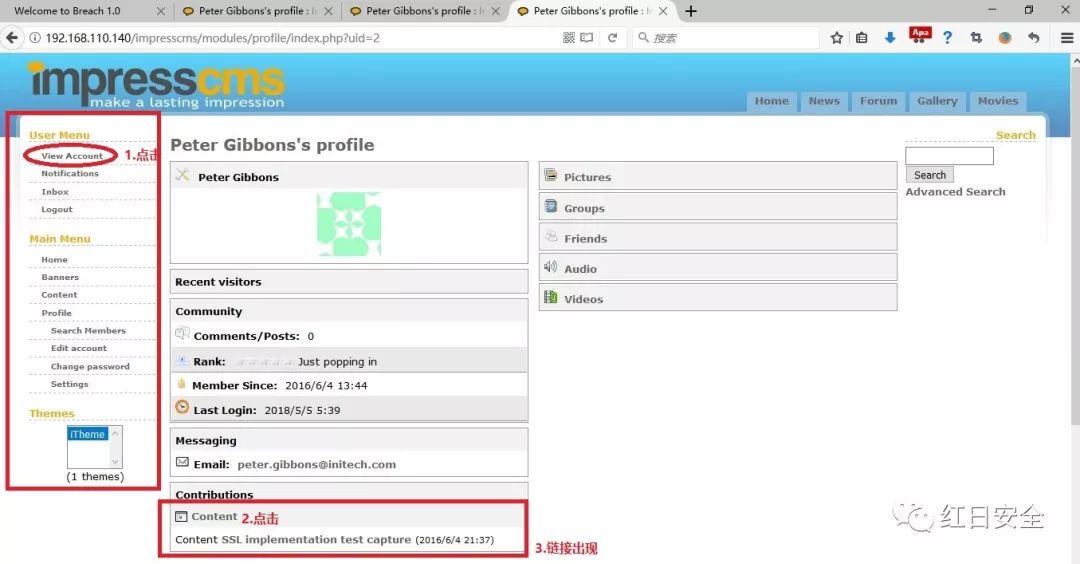 Welcome to Breach 1.0
Peter Gibbons's profile : In
Peter Gibbons's profile : In
Peter Gibbons's profile : In
192.168.110.140/impresscms/modules/profile/index.php?uid=2
搜索
Apa
impresscms
make a lasting impression
Home
News
Forum
Gallery
Movies
User Menu
View Account
1.点击
Notifications
Inbox
Logout
Main Menu
Home
Banners
Content
Profile
Search Members
Edit account
Change password
Settings
Themes
iTheme
(1 themes)
Peter Gibbons's profile
Peter Gibbons
Recent visitors
Community
Comments/Posts: 0
Rank: Just popping in
Member Since: 2016/6/4 13:44
Last Login: 2018/5/5 5:39
Messaging
Email: peter.gibbons@initech.com
Contributions
Content 2.点击
Content SSL implementation test capture (2016/6/4 21:37)
3.链接出现
Pictures
Groups
Friends
Audio
Videos
Search
Search
Advanced Search
红日安全